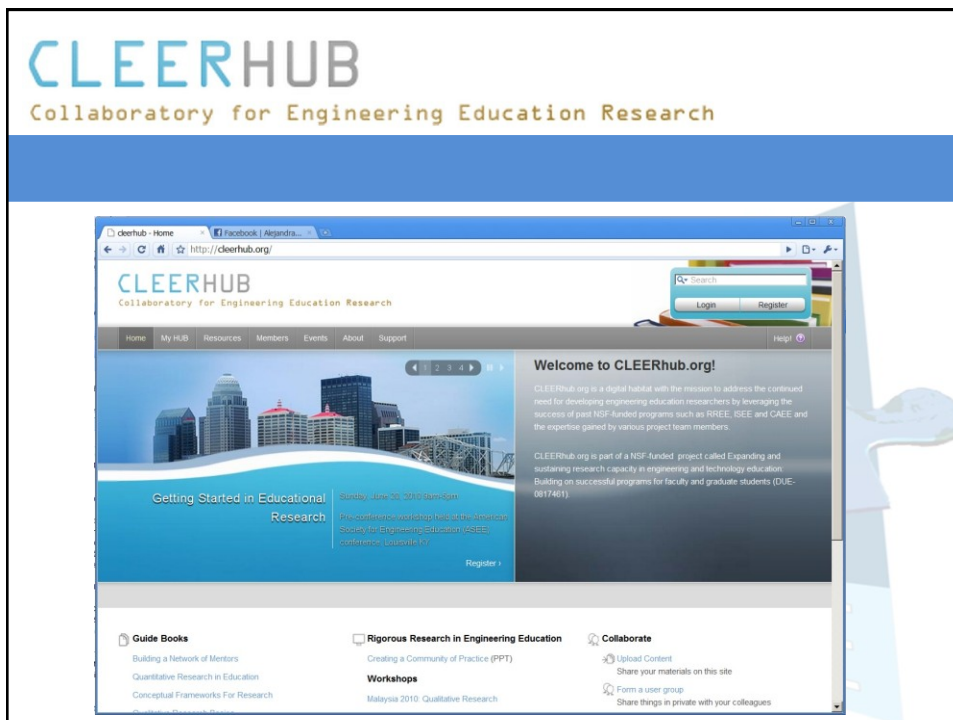 CLEERHUB
Collaboratory for Engineering Education Research
cleerhub - Home
Facebook | Alejandra...
http://cleerhub.org/
CLEERHUB
Collaboratory for Engineering Education Research
Search
Login Register
Home My HUB Resources Members Events About Support Help!
1 2 3 4
Getting Started in Educational
Research
Sunday, June 20, 2010 9am-4pm
Pre-conference workshop held at the American
Society for Engineering Education (ASEE)
conference, Louisville KY
Register ›
Welcome to CLEERhub.org!
CLEERhub.org is a digital habitat with the mission to address the continued
need for developing engineering education researchers by leveraging the
success of past NSF-funded programs such as RREE, ISEE and CAEE and
the expertise gained by various project team members.
CLEERhub.org is part of a NSF-funded project called Expanding and
sustaining research capacity in engineering and technology education:
Building on successful programs for faculty and graduate students (DUE-
0817461).
Guide Books
Building a Network of Mentors
Quantitative Research in Education
Conceptual Frameworks For Research
Rigorous Research in Engineering Education
Creating a Community of Practice (PPT)
Workshops
Malaysia 2010: Qualitative Research
Collaborate
Upload Content
Share your materials on this site
Form a user group
Share things in private with your colleagues